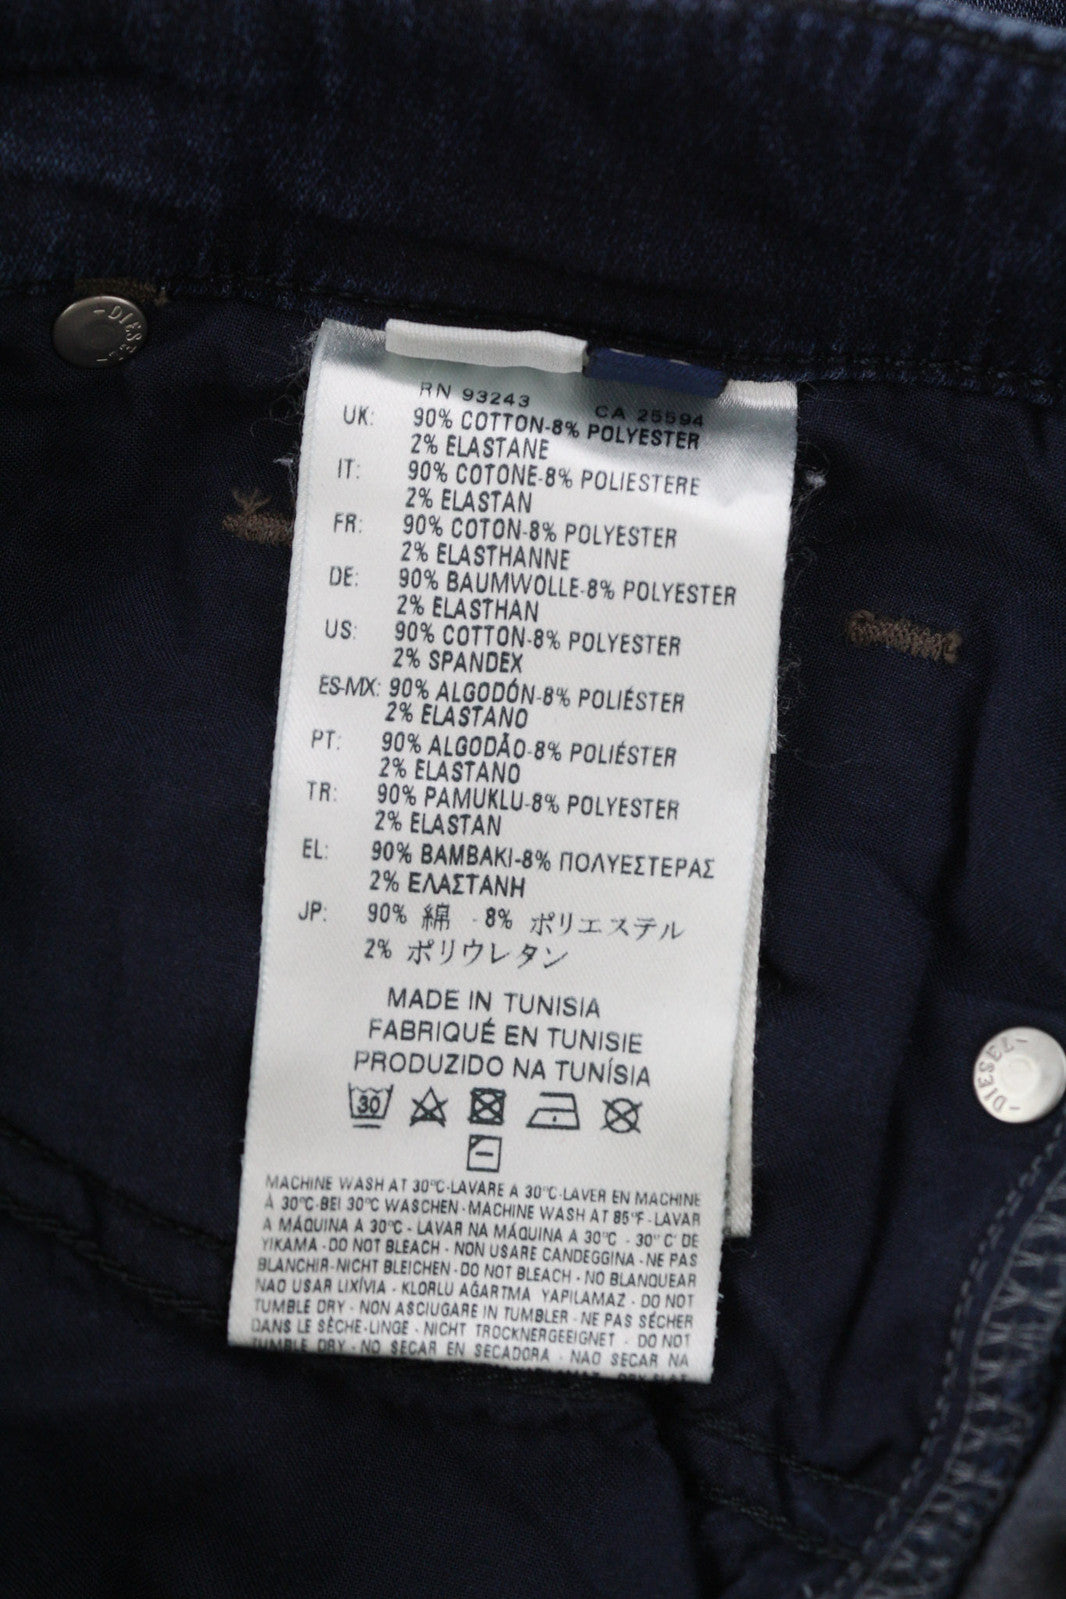 -DIESEL-
RN 93243 CA 25594
UK: 90% COTTON-8% POLYESTER
2% ELASTANE
IT: 90% COTONE-8% POLIESTERE
2% ELASTAN
FR: 90% COTON-8% POLYESTER
2% ELASTHANNE
DE: 90% BAUMWOLLE-8% POLYESTER
2% ELASTHAN
US: 90% COTTON-8% POLYESTER
2% SPANDEX
ES-MX: 90% ALGODÓN-8% POLIÉSTER
2% ELASTANO
PT: 90% ALGODÃO-8% POLIÉSTER
2% ELASTANO
TR: 90% PAMUKLU-8% POLYESTER
2% ELASTAN
EL: 90% BAMBAKI-8% ΠΟΛΥΕΣΤΕΡΑΣ
2% ΕΛΑΣΤΑΝΗ
JP: 90% 綿 - 8% ポリエステル
2% ポリウレタン
MADE IN TUNISIA
FABRIQUÉ EN TUNISIE
PRODUZIDO NA TUNÍSIA
30
MACHINE WASH AT 30°C-LAVARE A 30°C-LAVER EN MACHINE
À 30°C-BEI 30°C WASCHEN - MACHINE WASH AT 85°F - LAVAR
A MÁQUINA A 30°C - LAVAR NA MÁQUINA A 30°C - 30°C' DE
YIKAMA - DO NOT BLEACH - NON USARE CANDEGGINA - NE PAS
BLANCHIR-NICHT BLEICHEN - DO NOT BLEACH - NO BLANQUEAR
NAO USAR LIXÍVIA - KLORLU AĞARTMA YAPILAMAZ - DO NOT
TUMBLE DRY - NON ASCIUGARE IN TUMBLER - NE PAS SÉCHER
DANS LE SÈCHE-LINGE - NICHT TROCKNERGEEIGNET - DO NOT
TUMBLE DRY - NO SECAR EN SECADORA - NAO SECAR NA
-DIESEL-